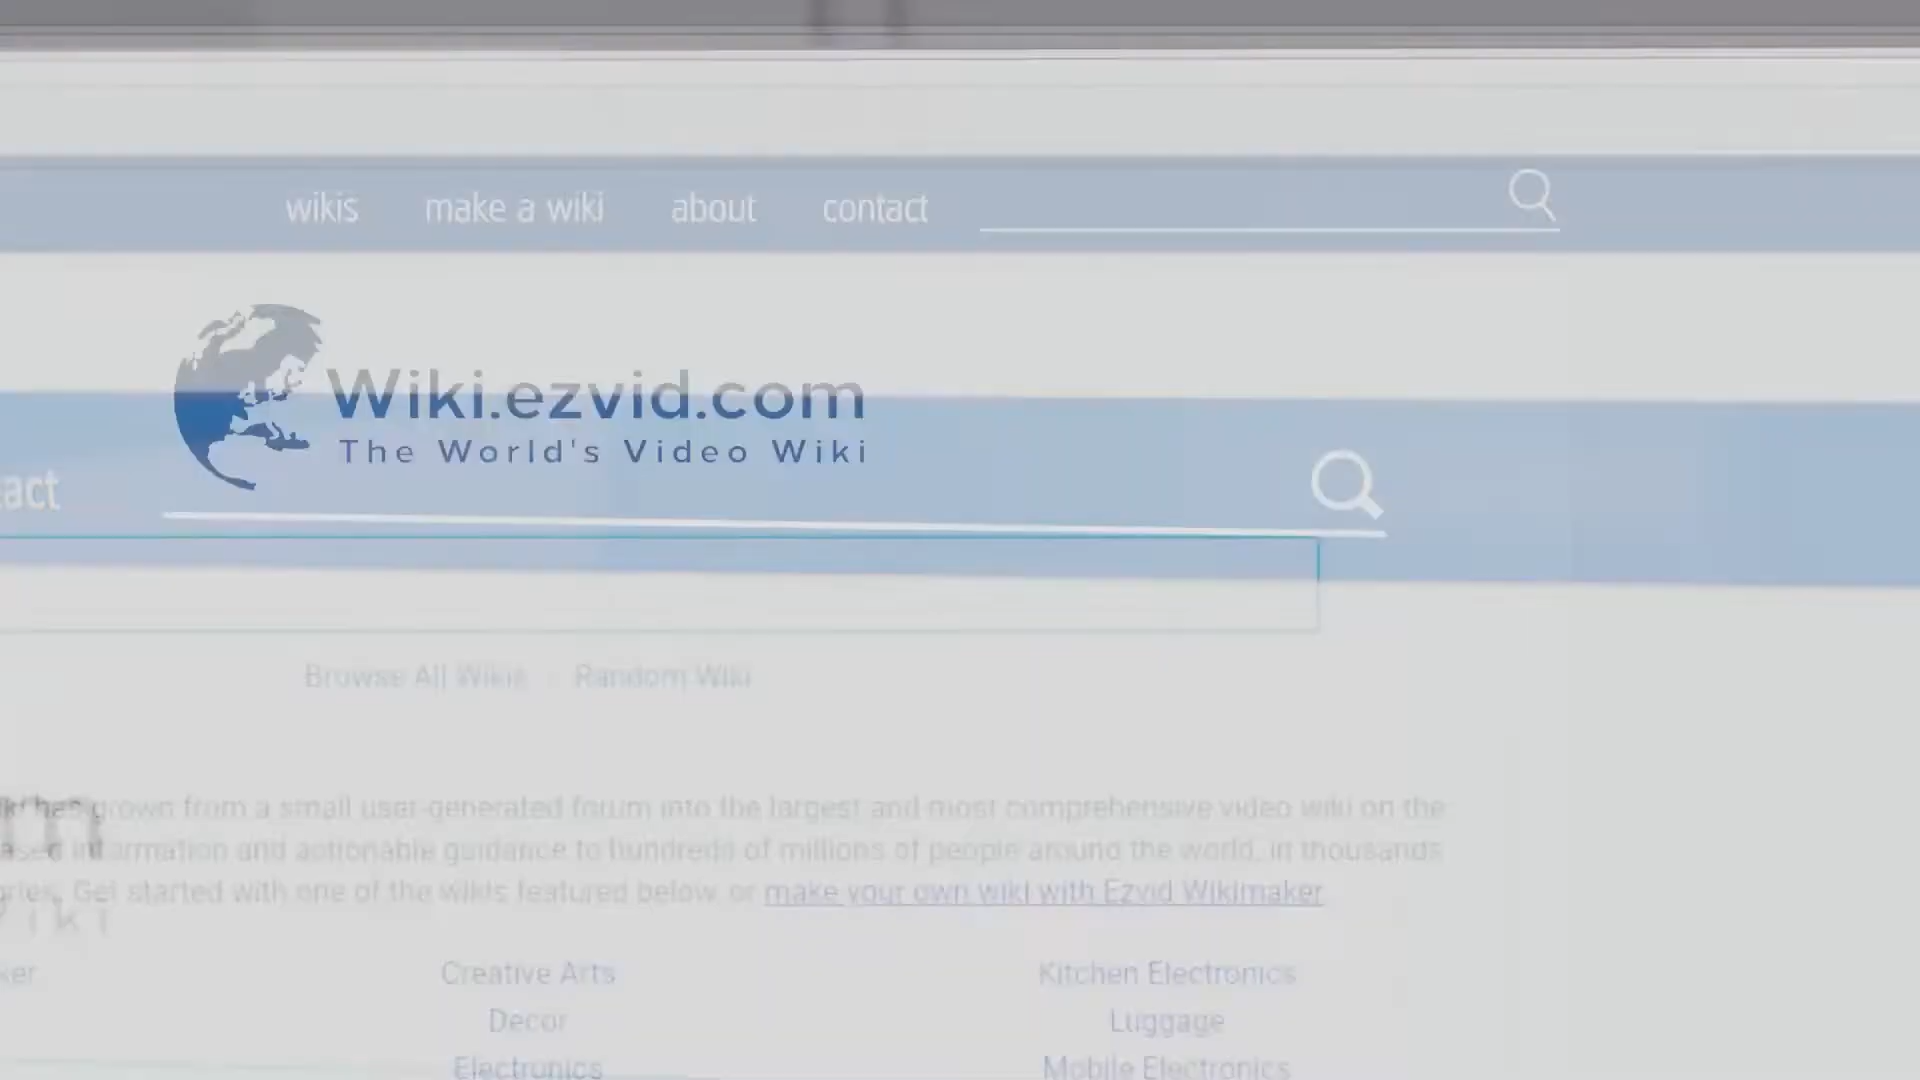 wikis make a wiki about contact
Wiki.ezvid.com
The World's Video Wiki
act
Browse All Wikis Random Wiki
has grown from a small user-generated forum into the largest and most comprehensive video wiki on the
information and actionable guidance to hundreds of millions of people around the world, in thousands
Get started with one of the wikis featured below, or make your own wiki with Ezvid Wikimaker
iki
ker Creative Arts Kitchen Electronics
Decor Luggage
Electronics Mobile Electronics